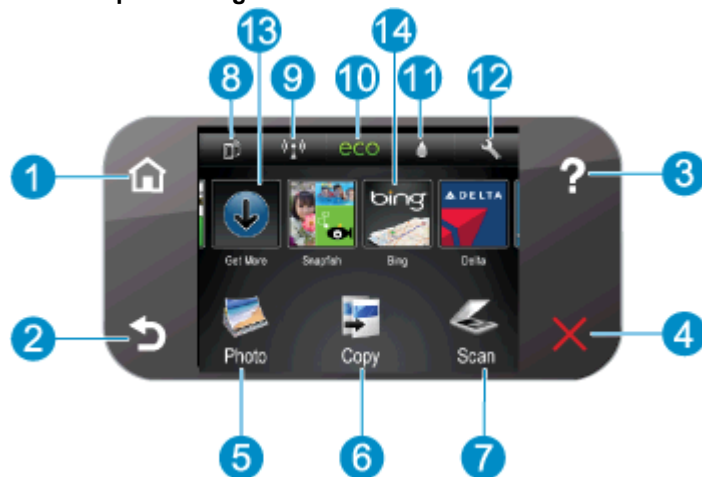 13 14
8 9 10 11 12
eco
1 ? 3
bing ▲ DELTA
Get More Snapfish Bing Delta
2 4
Photo Copy Scan
5 6 7